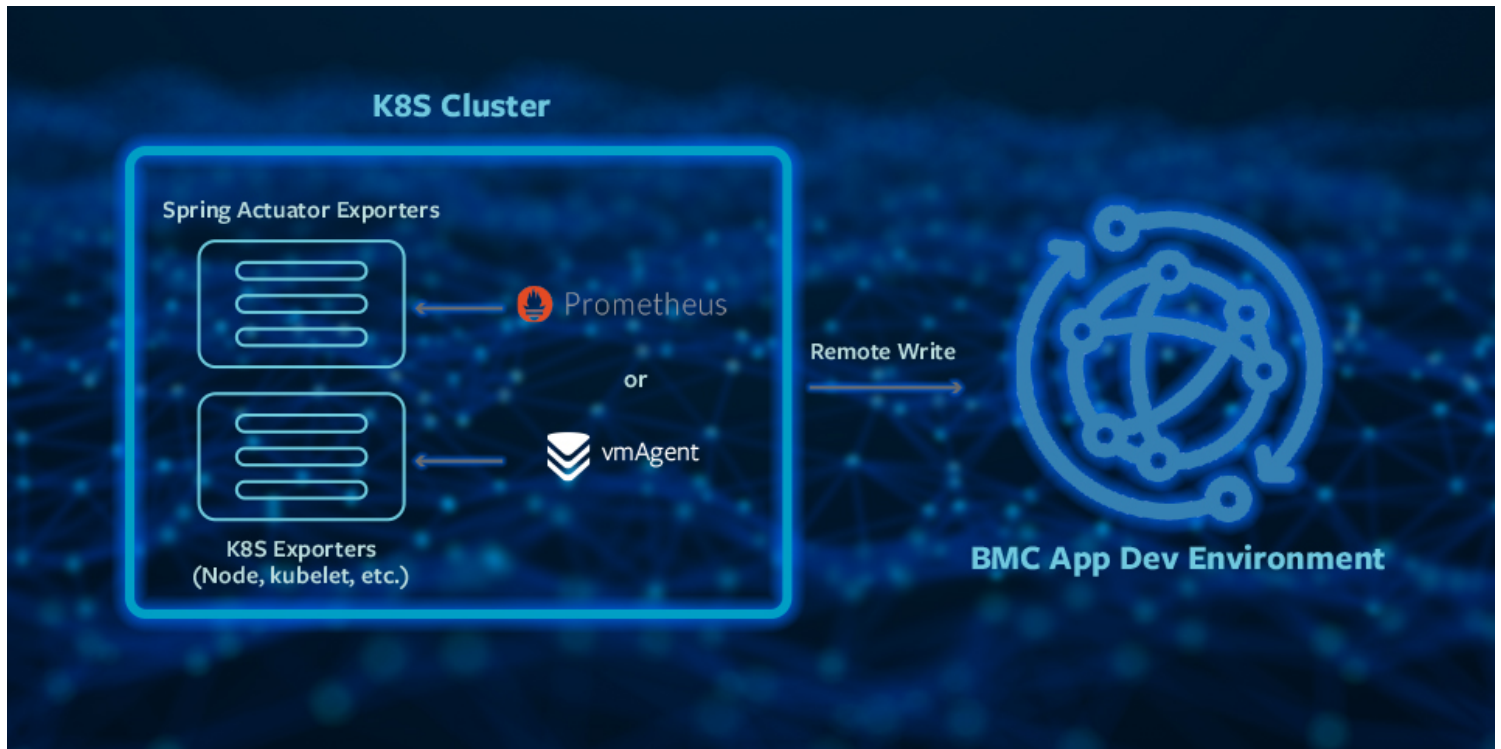 K8S Cluster
Spring Actuator Exporters
Prometheus
or
vmAgent
K8S Exporters
(Node, kubelet, etc.)
Remote Write
BMC App Dev Environment